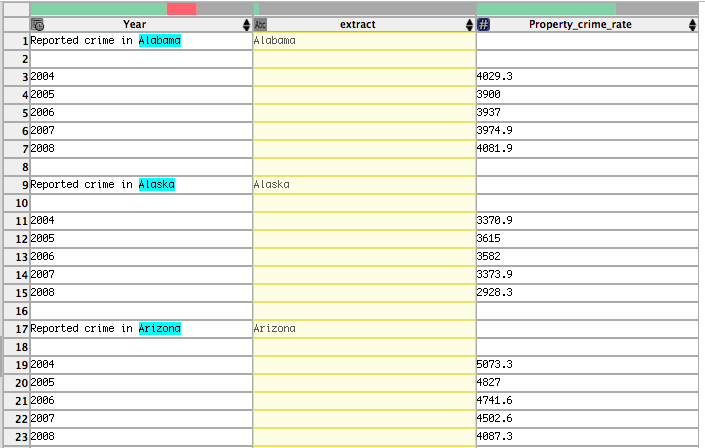 Year extract Property_crime_rate
Abc #
1 Reported crime in Alabama Alabama
2
3 2004 4029.3
4 2005 3900
5 2006 3937
6 2007 3974.9
7 2008 4081.9
8
9 Reported crime in Alaska Alaska
10
11 2004 3370.9
12 2005 3615
13 2006 3582
14 2007 3373.9
15 2008 2928.3
16
17 Reported crime in Arizona Arizona
18
19 2004 5073.3
20 2005 4827
21 2006 4741.6
22 2007 4502.6
23 2008 4087.3